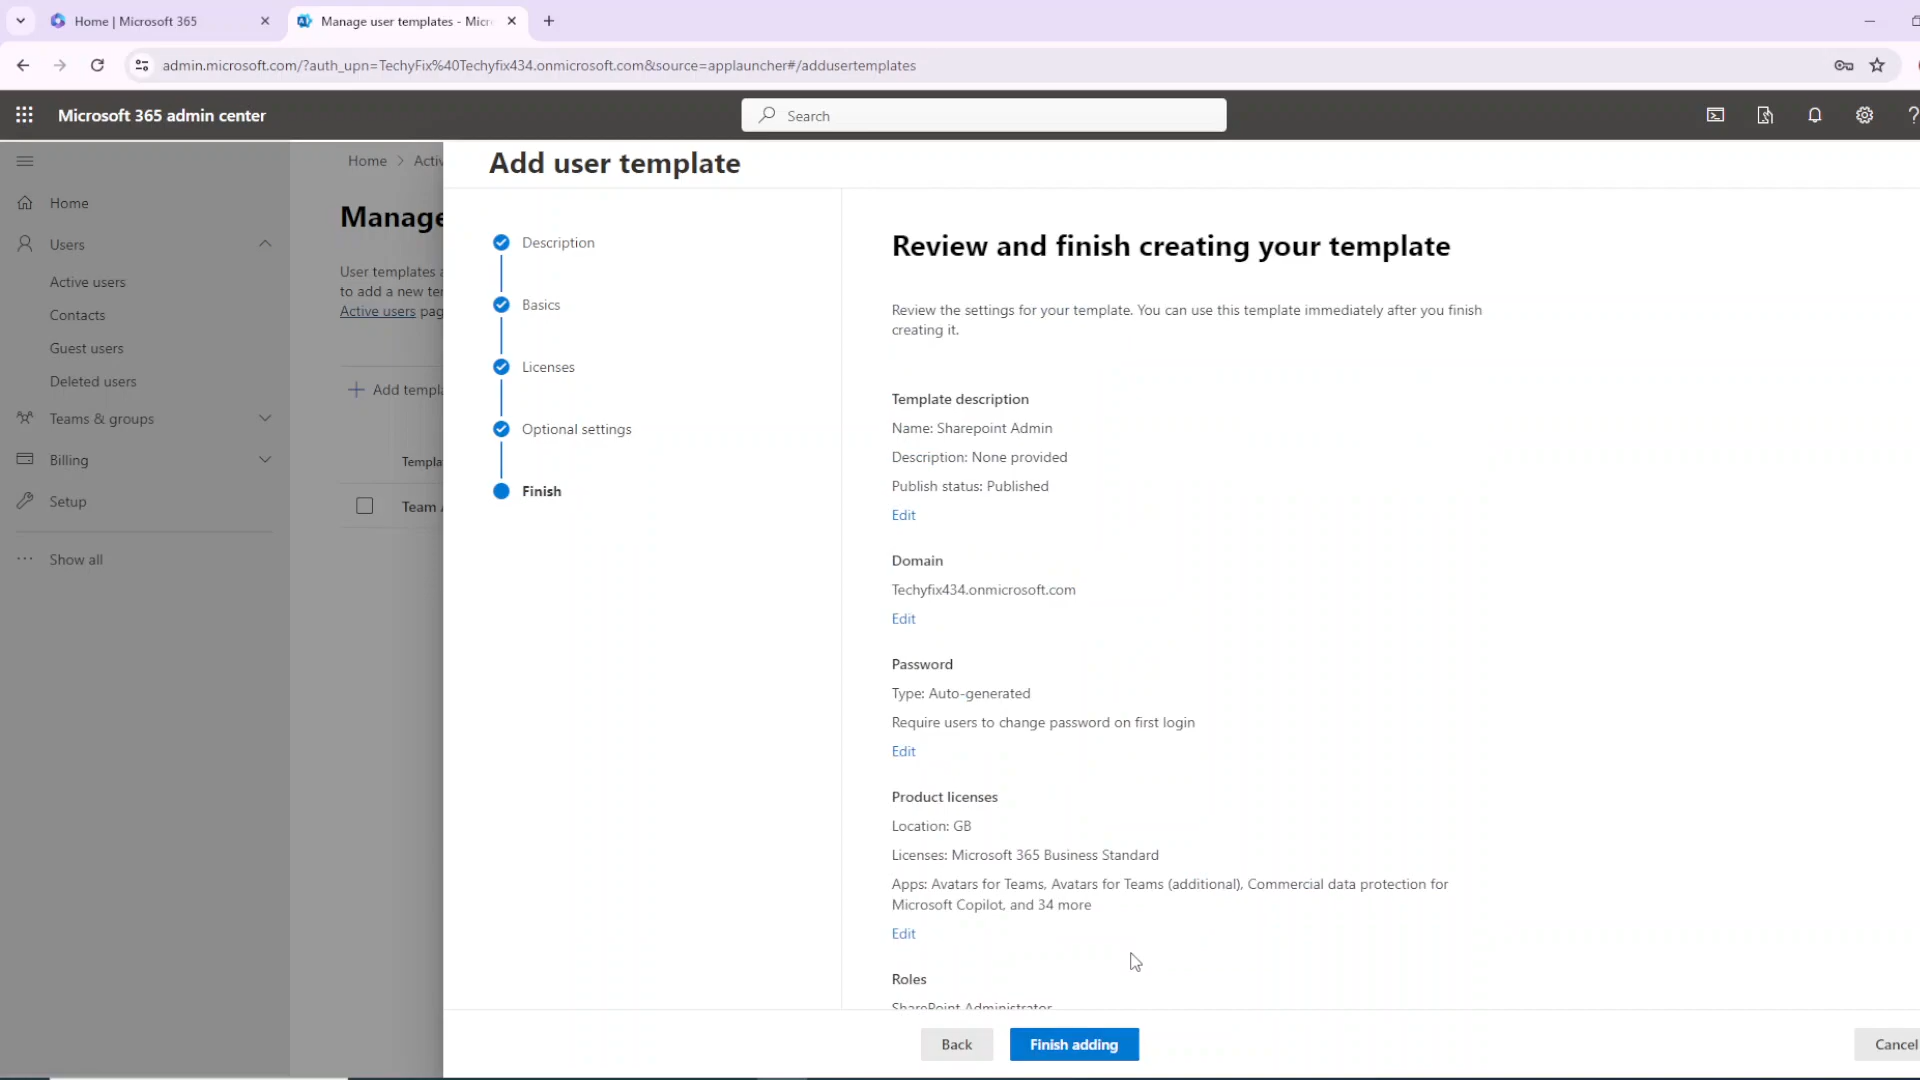 Home | Microsoft 365
Manage user templates - Micr
admin.microsoft.com/?auth_upn=TechyFix%40Techyfix434.onmicrosoft.com&source=applauncher#/addusertemplates
Microsoft 365 admin center
Search
?
Home
Users
Active users
Contacts
Guest users
Deleted users
Teams & groups
Billing
Setup
Show all
Home > Activ
Manage
User templates a
to add a new ter
Active users pag
Add templa
Templa
Team A
Add user template
Description
Basics
Licenses
Optional settings
Finish
Review and finish creating your template
Review the settings for your template. You can use this template immediately after you finish
creating it.
Template description
Name: Sharepoint Admin
Description: None provided
Publish status: Published
Edit
Domain
Techyfix434.onmicrosoft.com
Edit
Password
Type: Auto-generated
Require users to change password on first login
Edit
Product licenses
Location: GB
Licenses: Microsoft 365 Business Standard
Apps: Avatars for Teams, Avatars for Teams (additional), Commercial data protection for
Microsoft Copilot, and 34 more
Edit
Roles
SharePoint Administrator
Back
Finish adding
Cancel